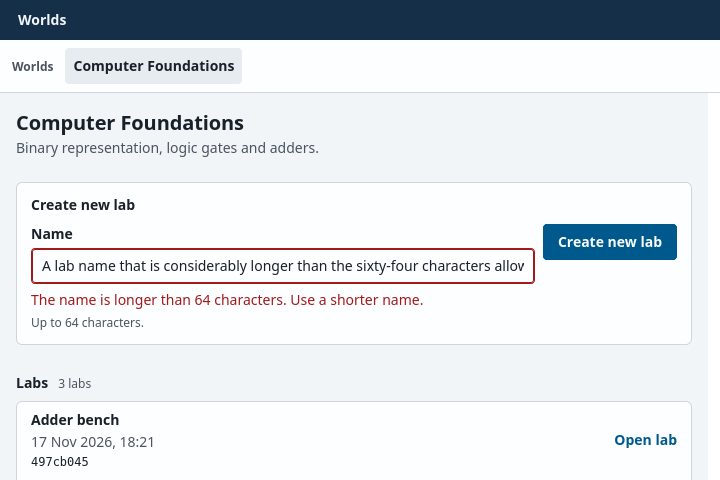 Worlds
Worlds
Computer Foundations
Computer Foundations
Binary representation, logic gates and adders.
Create new lab
Name
A lab name that is considerably longer than the sixty-four characters allow
Create new lab
The name is longer than 64 characters. Use a shorter name.
Up to 64 characters.
Labs
3 labs
Adder bench
17 Nov 2026, 18:21
497cb045
Open lab